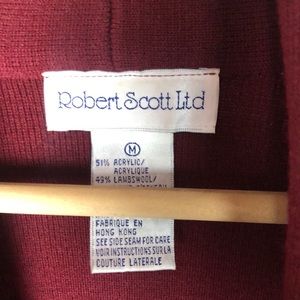 Robert Scott Ltd
M
51% ACRYLIC/
ACRYLIQUE
49% LAMBSWOOL/
FABRIQUE EN
HONG KONG
SEE SIDE SEAM FOR CARE
VOIR INSTRUCTIONS SUR LA
COUTURE LATERALE